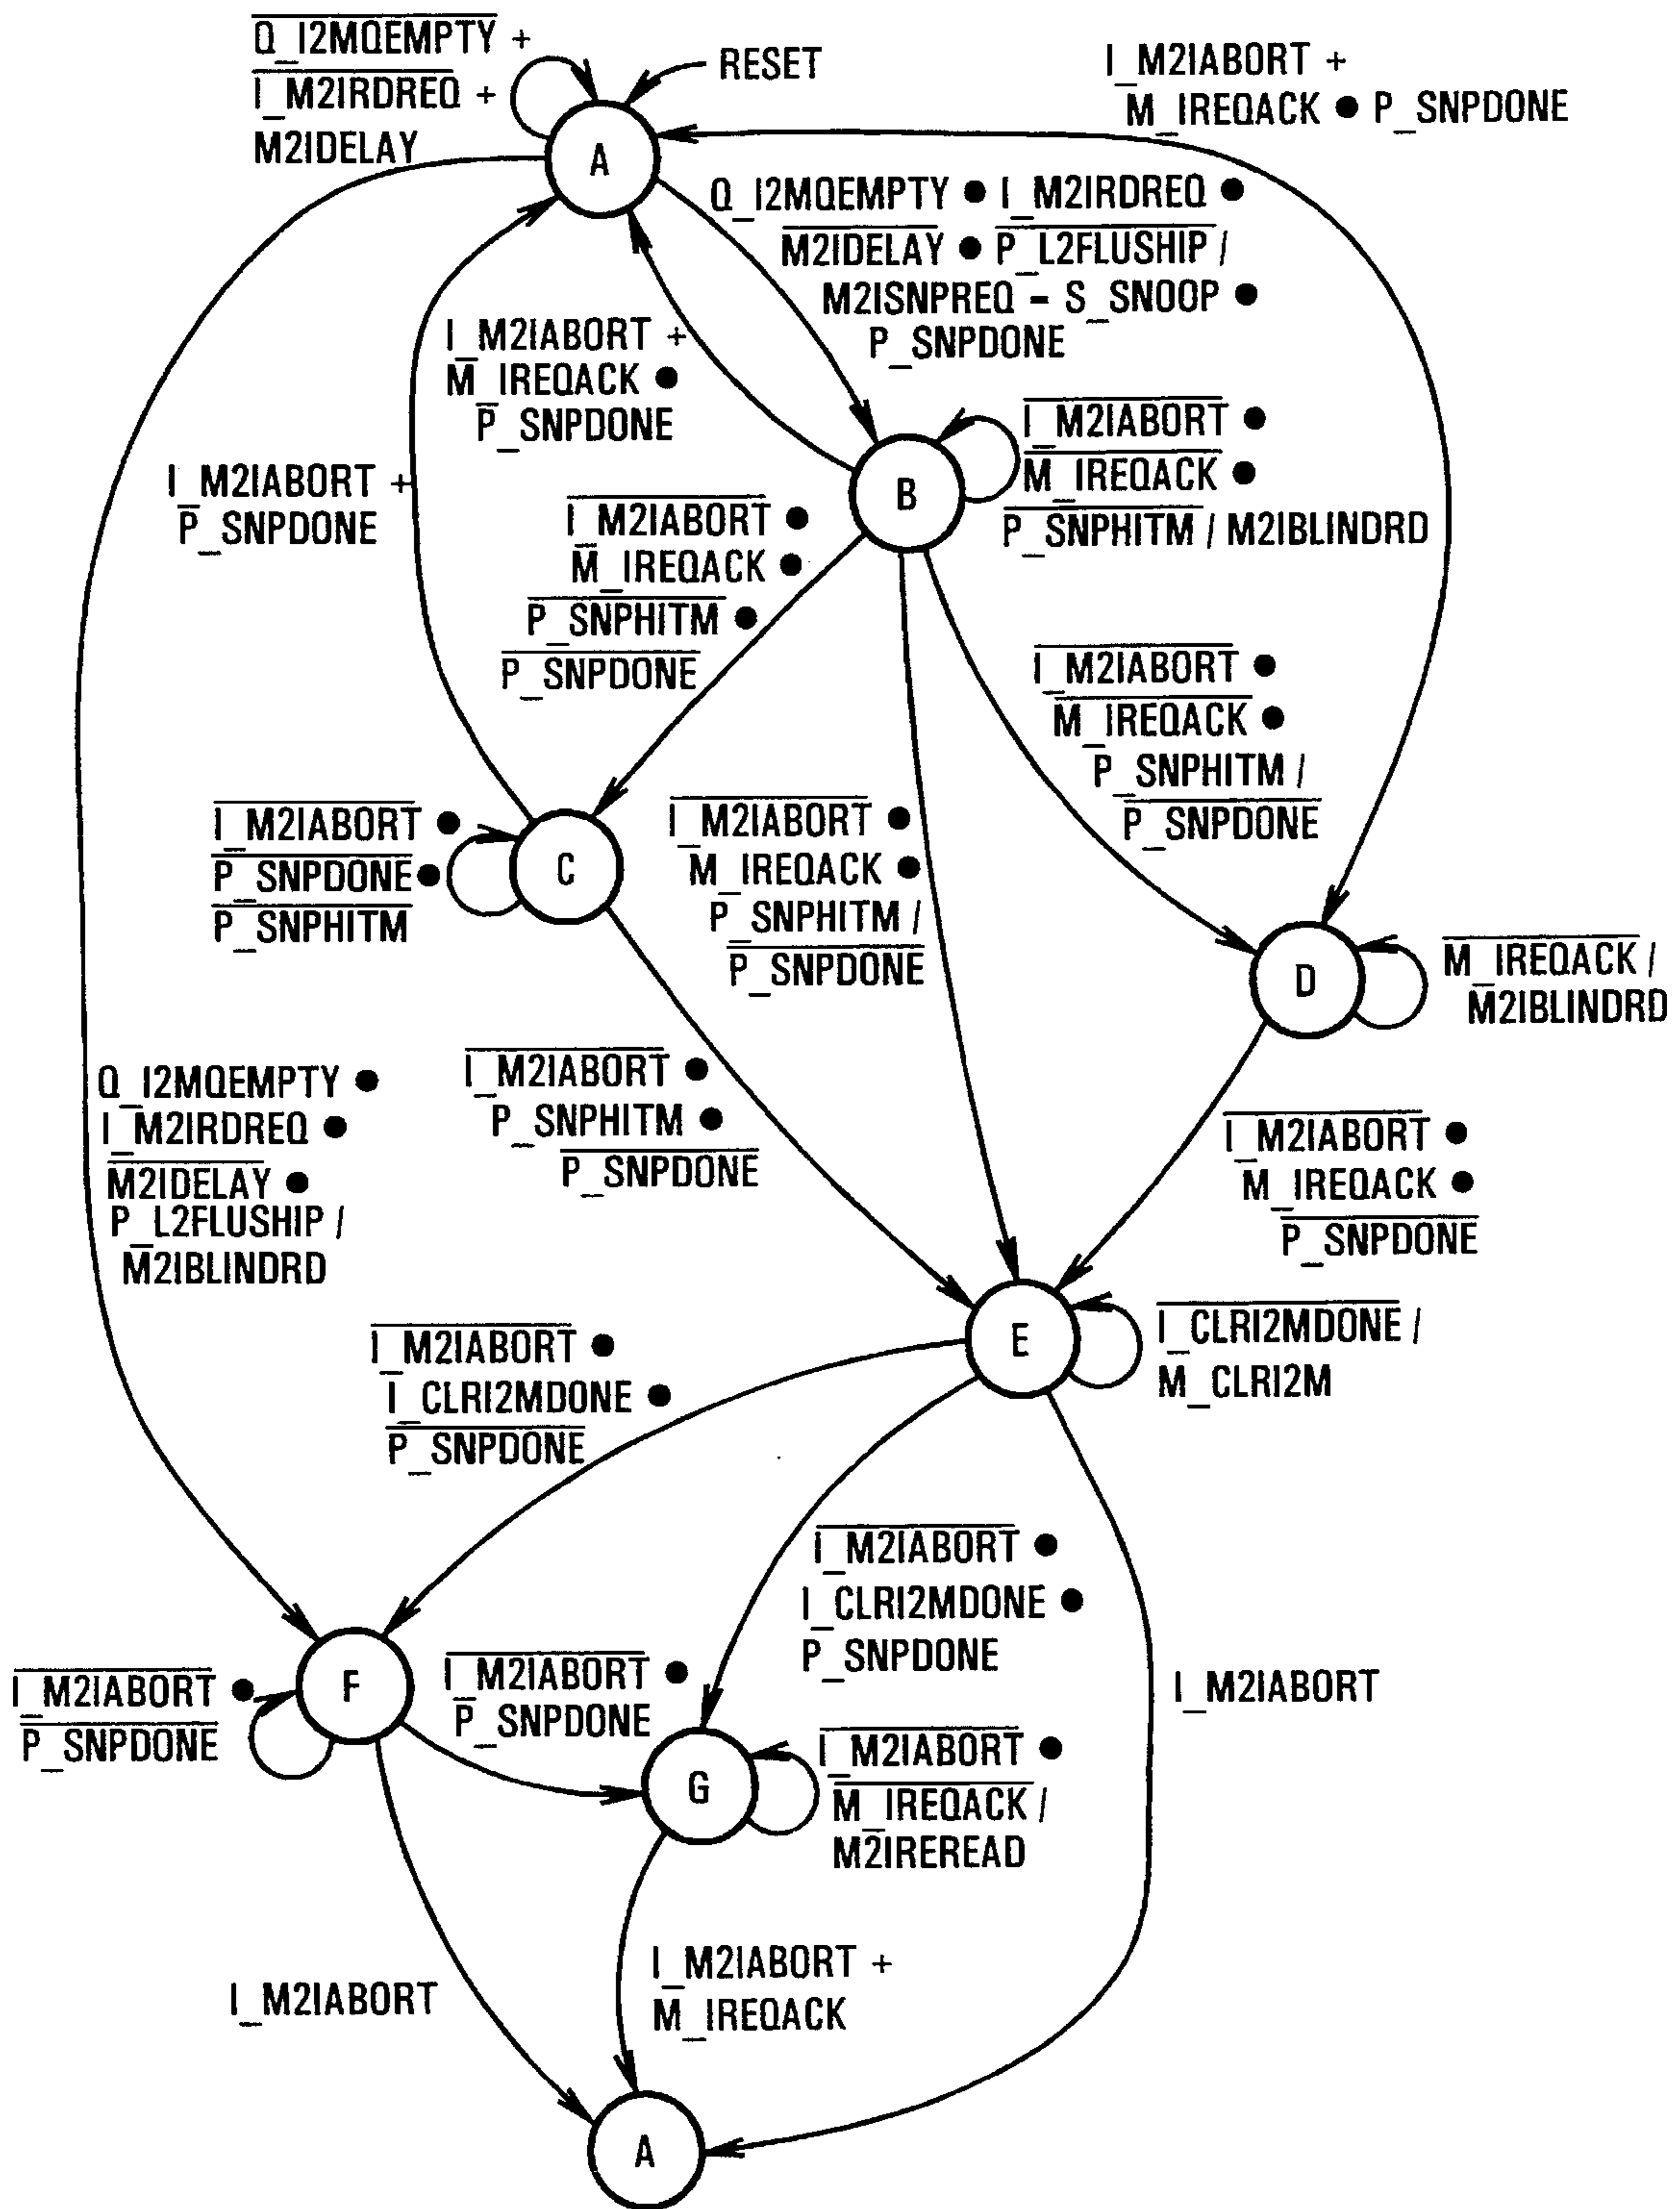 Q_I2MQEMPTY +
I_M2IRDREQ +
M2IDELAY
RESET
A
I_M2IABORT +
M_IREQACK ● P_SNPDONE
Q_I2MQEMPTY ● I_M2IRDREQ ●
M2IDELAY ● P_L2FLUSHIP /
M2ISNPREQ - S_SNOOP ●
P_SNPDONE
I_M2IABORT +
M_IREQACK ●
P_SNPDONE
I_M2IABORT +
P_SNPDONE
B
I_M2IABORT ●
M_IREQACK ●
P_SNPHITM / M2IBLINDRD
I_M2IABORT ●
M_IREQACK ●
P_SNPHITM ●
P_SNPDONE
I_M2IABORT ●
M_IREQACK ●
P_SNPHITM /
P_SNPDONE
I_M2IABORT ●
P_SNPDONE ●
P_SNPHITM
C
I_M2IABORT ●
M_IREQACK ●
P_SNPHITM /
P_SNPDONE
D
M_IREQACK /
M2IBLINDRD
Q_I2MQEMPTY ●
I_M2IRDREQ ●
M2IDELAY ●
P_L2FLUSHIP /
M2IBLINDRD
I_M2IABORT ●
P_SNPHITM ●
P_SNPDONE
I_M2IABORT ●
M_IREQACK ●
P_SNPDONE
E
I_CLRI2MDONE /
M_CLRI2M
I_M2IABORT ●
I_CLRI2MDONE ●
P_SNPDONE
I_M2IABORT ●
I_CLRI2MDONE ●
P_SNPDONE
I_M2IABORT ●
P_SNPDONE
F
I_M2IABORT ●
P_SNPDONE
I_M2IABORT
G
I_M2IABORT ●
M_IREQACK /
M2IREREAD
I_M2IABORT
I_M2IABORT +
M_IREQACK
A